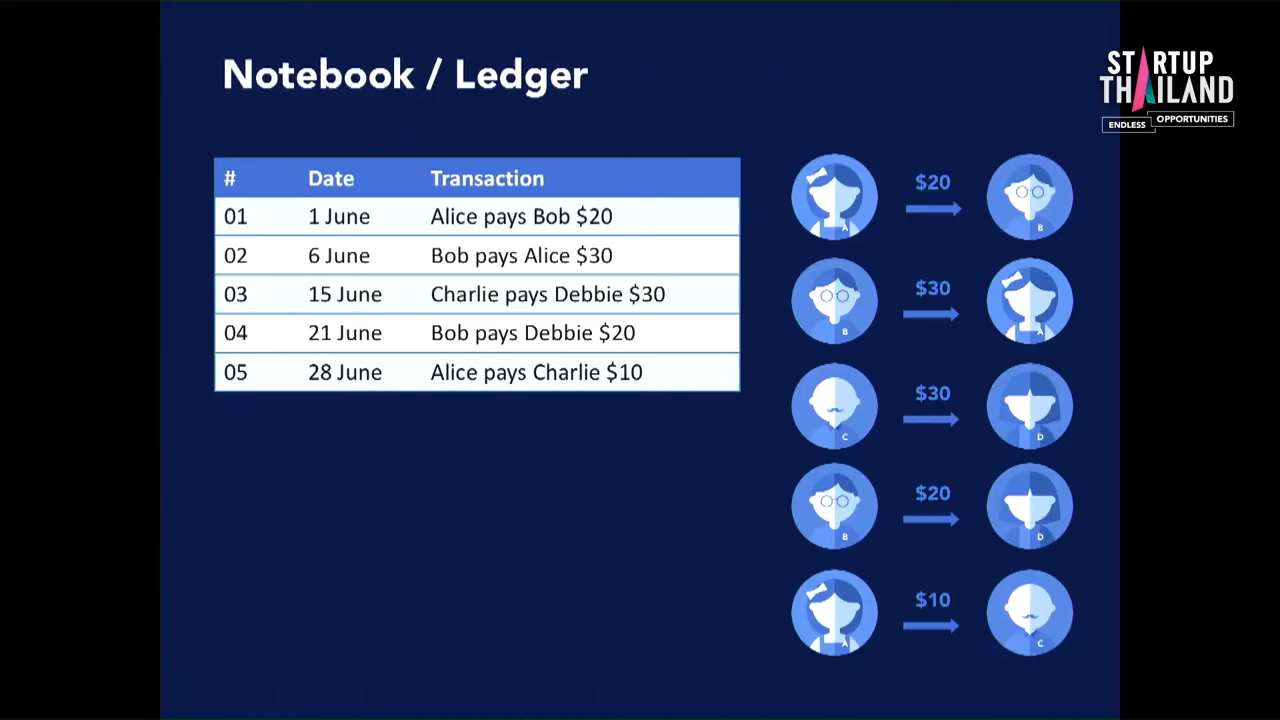 Notebook / Ledger
STARTUP
THAILAND
ENDLESS OPPORTUNITIES
# Date Transaction
01 1 June Alice pays Bob $20
02 6 June Bob pays Alice $30
03 15 June Charlie pays Debbie $30
04 21 June Bob pays Debbie $20
05 28 June Alice pays Charlie $10
$20
A B
$30
B A
$30
C D
$20
B D
$10
A C